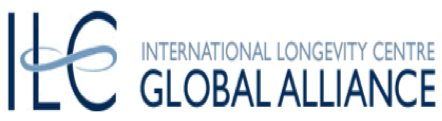 ILC
INTERNATIONAL LONGEVITY CENTRE
GLOBAL ALLIANCE